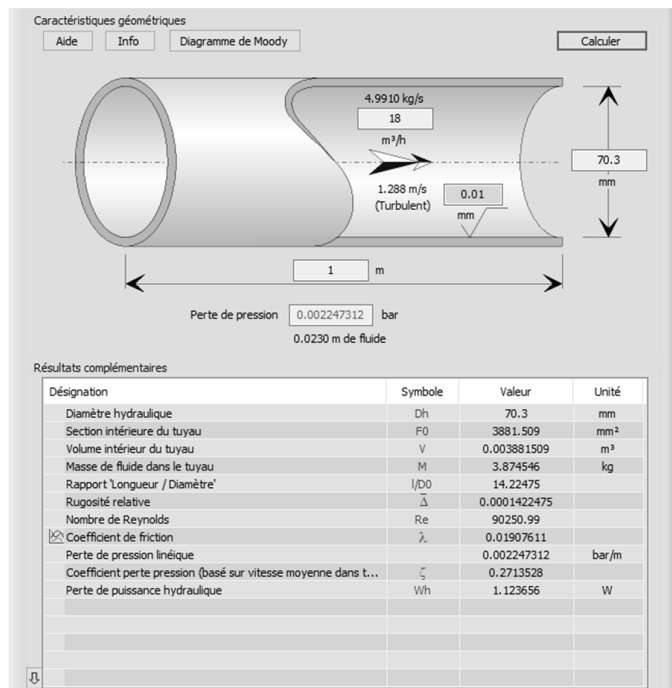 Caractéristiques géométriques
Aide Info Diagramme de Moody Calculer
4.9910 kg/s
18
m³/h
70.3
mm
1.288 m/s
(Turbulent)
0.01
mm
1 m
Perte de pression 0.002247312 bar
0.0230 m de fluide
Résultats complémentaires
Désignation Symbole Valeur Unité
Diamètre hydraulique Dh 70.3 mm
Section intérieure du tuyau F0 3881.509 mm²
Volume intérieur du tuyau V 0.003881509 m³
Masse de fluide dans le tuyau M 3.874546 kg
Rapport 'Longueur / Diamètre' l/D0 14.22475
Rugosité relative Δ̅ 0.0001422475
Nombre de Reynolds Re 90250.99
Coefficient de friction λ 0.01907611
Perte de pression linéique 0.002247312 bar/m
Coefficient perte pression (basé sur vitesse moyenne dans t... ζ 0.2713528
Perte de puissance hydraulique Wh 1.123656 W